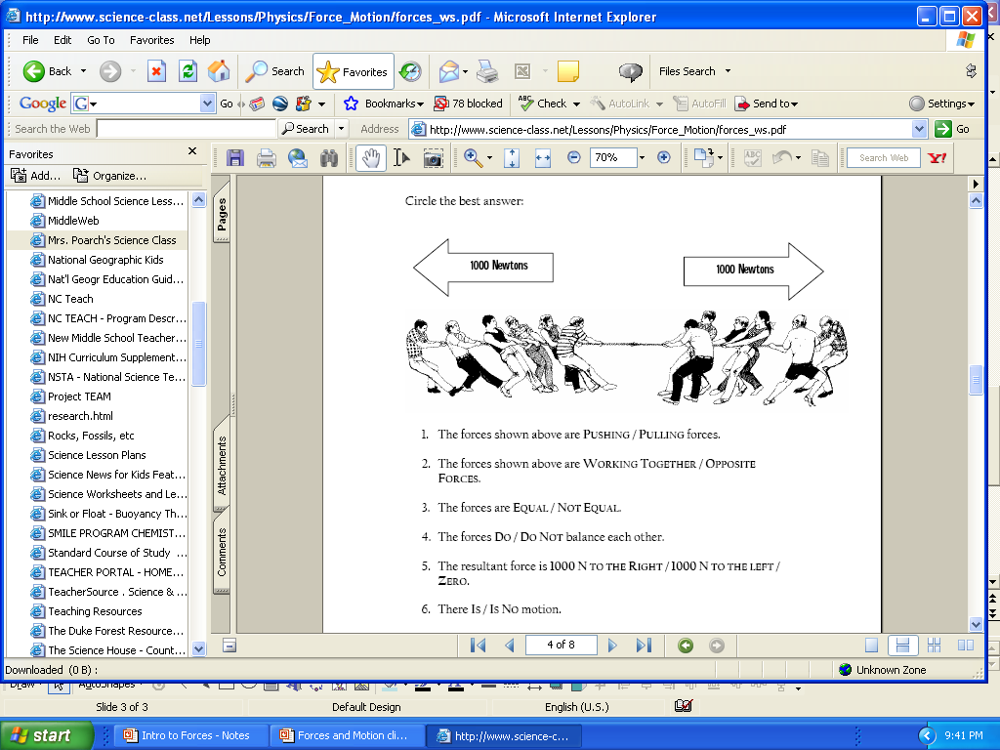 http://www.science-class.net/Lessons/Physics/Force_Motion/forces_ws.pdf - Microsoft Internet Explorer
File Edit Go To Favorites Help
Back Search Favorites Files Search
Google G Go Bookmarks 78 blocked Check AutoLink AutoFill Send to Settings
Search the Web Search Address http://www.science-class.net/Lessons/Physics/Force_Motion/forces_ws.pdf Go
Favorites
Add... Organize...
70% Search Web Y!
Middle School Science Less...
MiddleWeb
Mrs. Poarch's Science Class
National Geographic Kids
Nat'l Geogr Education Guid...
NC Teach
NC TEACH - Program Descr...
New Middle School Teacher...
NIH Curriculum Supplement...
NSTA - National Science Te...
Project TEAM
research.html
Rocks, Fossils, etc
Science Lesson Plans
Science News for Kids Feat...
Science Worksheets and Le...
Sink or Float - Buoyancy Th...
SMILE PROGRAM CHEMIST...
Standard Course of Study ...
TEACHER PORTAL - HOME...
TeacherSource . Science & ...
Teaching Resources
The Duke Forest Resource...
The Science House - Count...
Pages
Attachments
Comments
Circle the best answer:
1000 Newtons
1000 Newtons
1. The forces shown above are PUSHING / PULLING forces.
2. The forces shown above are WORKING TOGETHER / OPPOSITE
FORCES.
3. The forces are EQUAL / NOT EQUAL.
4. The forces DO / DO NOT balance each other.
5. The resultant force is 1000 N TO THE RIGHT / 1000 N TO THE LEFT /
ZERO.
6. There IS / IS NO motion.
4 of 8
Downloaded (0 B) : Unknown Zone
Draw AutoShapes
Slide 3 of 3 Default Design English (U.S.)
start Intro to Forces - Notes Forces and Motion cli... http://www.science-c... 9:41 PM